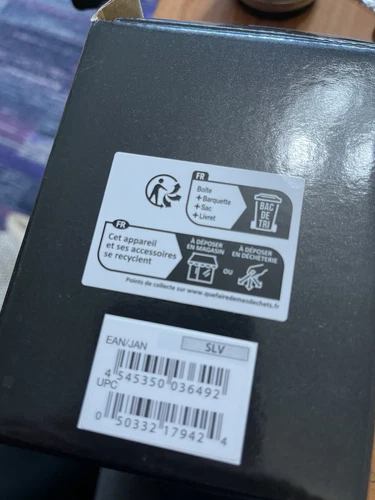 FR
Boîte
+ Barquette
+ Sac
+ Livret
BAC
DE
TRI
FR
Cet appareil
et ses accessoires
se recyclent
À DÉPOSER
EN MAGASIN
OU
À DÉPOSER
EN DÉCHÈTERIE
Points de collecte sur www.quefairedemesdechets.fr
EAN/JAN
SLV
4 545350 036492
UPC
0 50332 17942 4